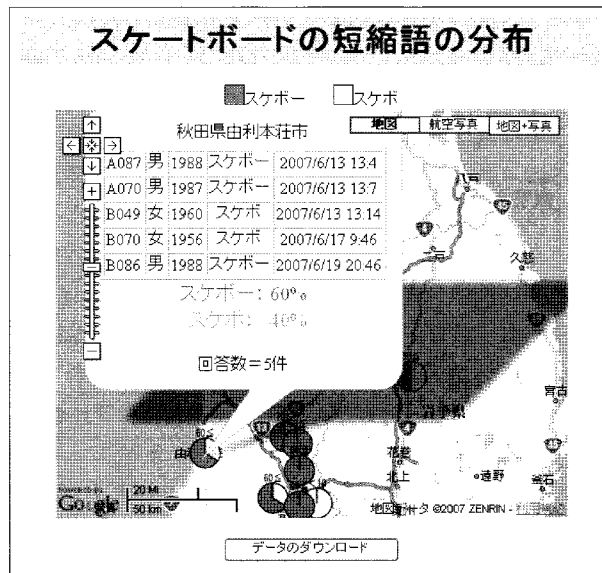 スケートボードの短縮語の分布
スケボー スケボ
秋田県由利本荘市
地図 航空写真 地図+写真
A087 男 1988 スケボー 2007/6/13 13:4
A070 男 1987 スケボー 2007/6/13 13:7
B049 女 1960 スケボ 2007/6/13 13:14
B070 女 1956 スケボ 2007/6/17 9:46
B086 男 1988 スケボー 2007/6/19 20:46
スケボー: 60%
スケボ: 40%
回答数=5件
八戸
二戸
久慈
宮古
花巻
北上
遠野
釜石
由
60%
60%
20 Mi
50 km
Google
©2007 ZENRIN -
データのダウンロード